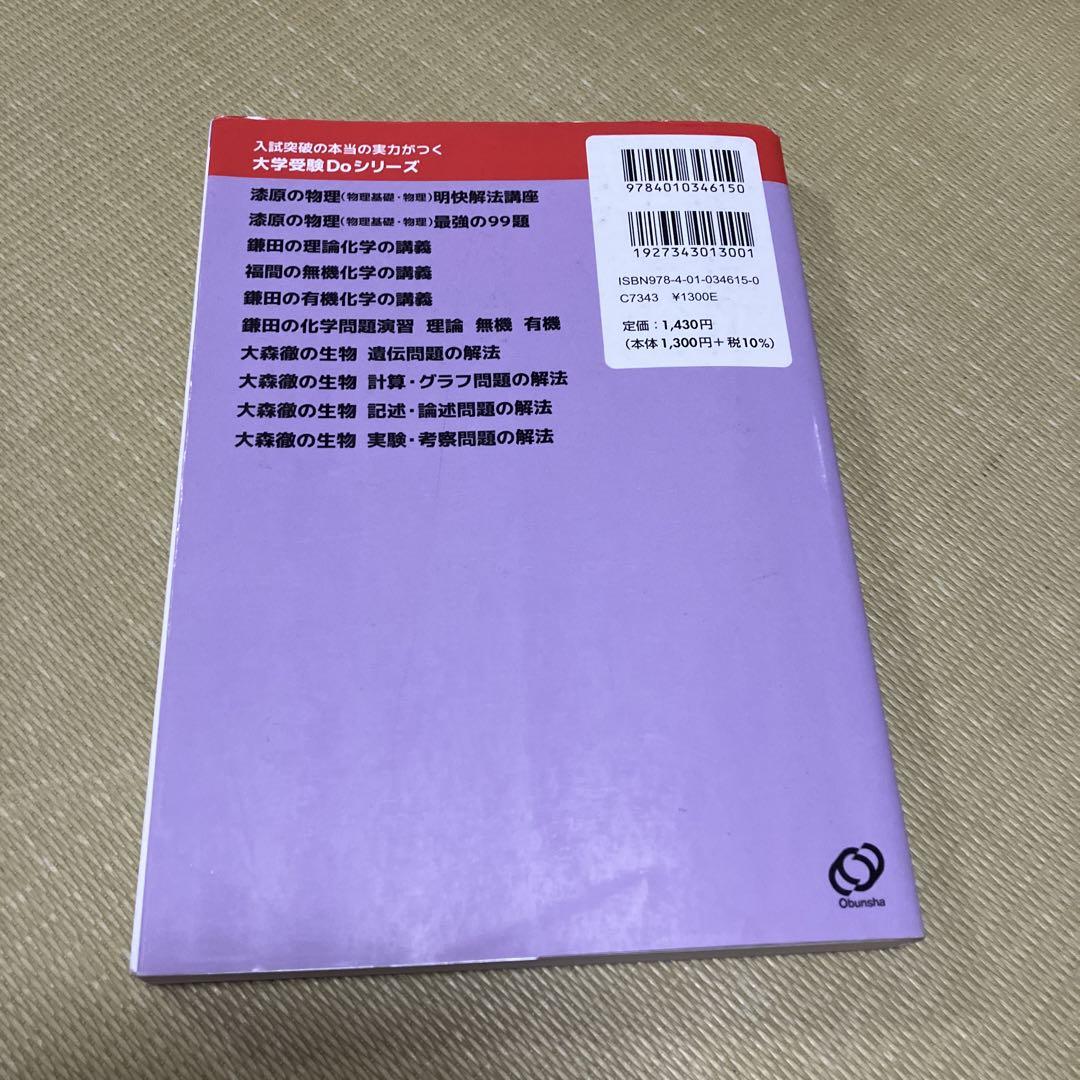 入試突破の本当の実力がつく
大学受験Doシリーズ
漆原の物理(物理基礎・物理)明快解法講座
漆原の物理(物理基礎・物理)最強の99題
鎌田の理論化学の講義
福間の無機化学の講義
鎌田の有機化学の講義
鎌田の化学問題演習 理論 無機 有機
大森徹の生物 遺伝問題の解法
大森徹の生物 計算・グラフ問題の解法
大森徹の生物 記述・論述問題の解法
大森徹の生物 実験・考察問題の解法
9784010346150
1927343013001
ISBN978-4-01-034615-0
C7343 ¥1300E
定価:1,430円
(本体1,300円+税10%)
Obunsha